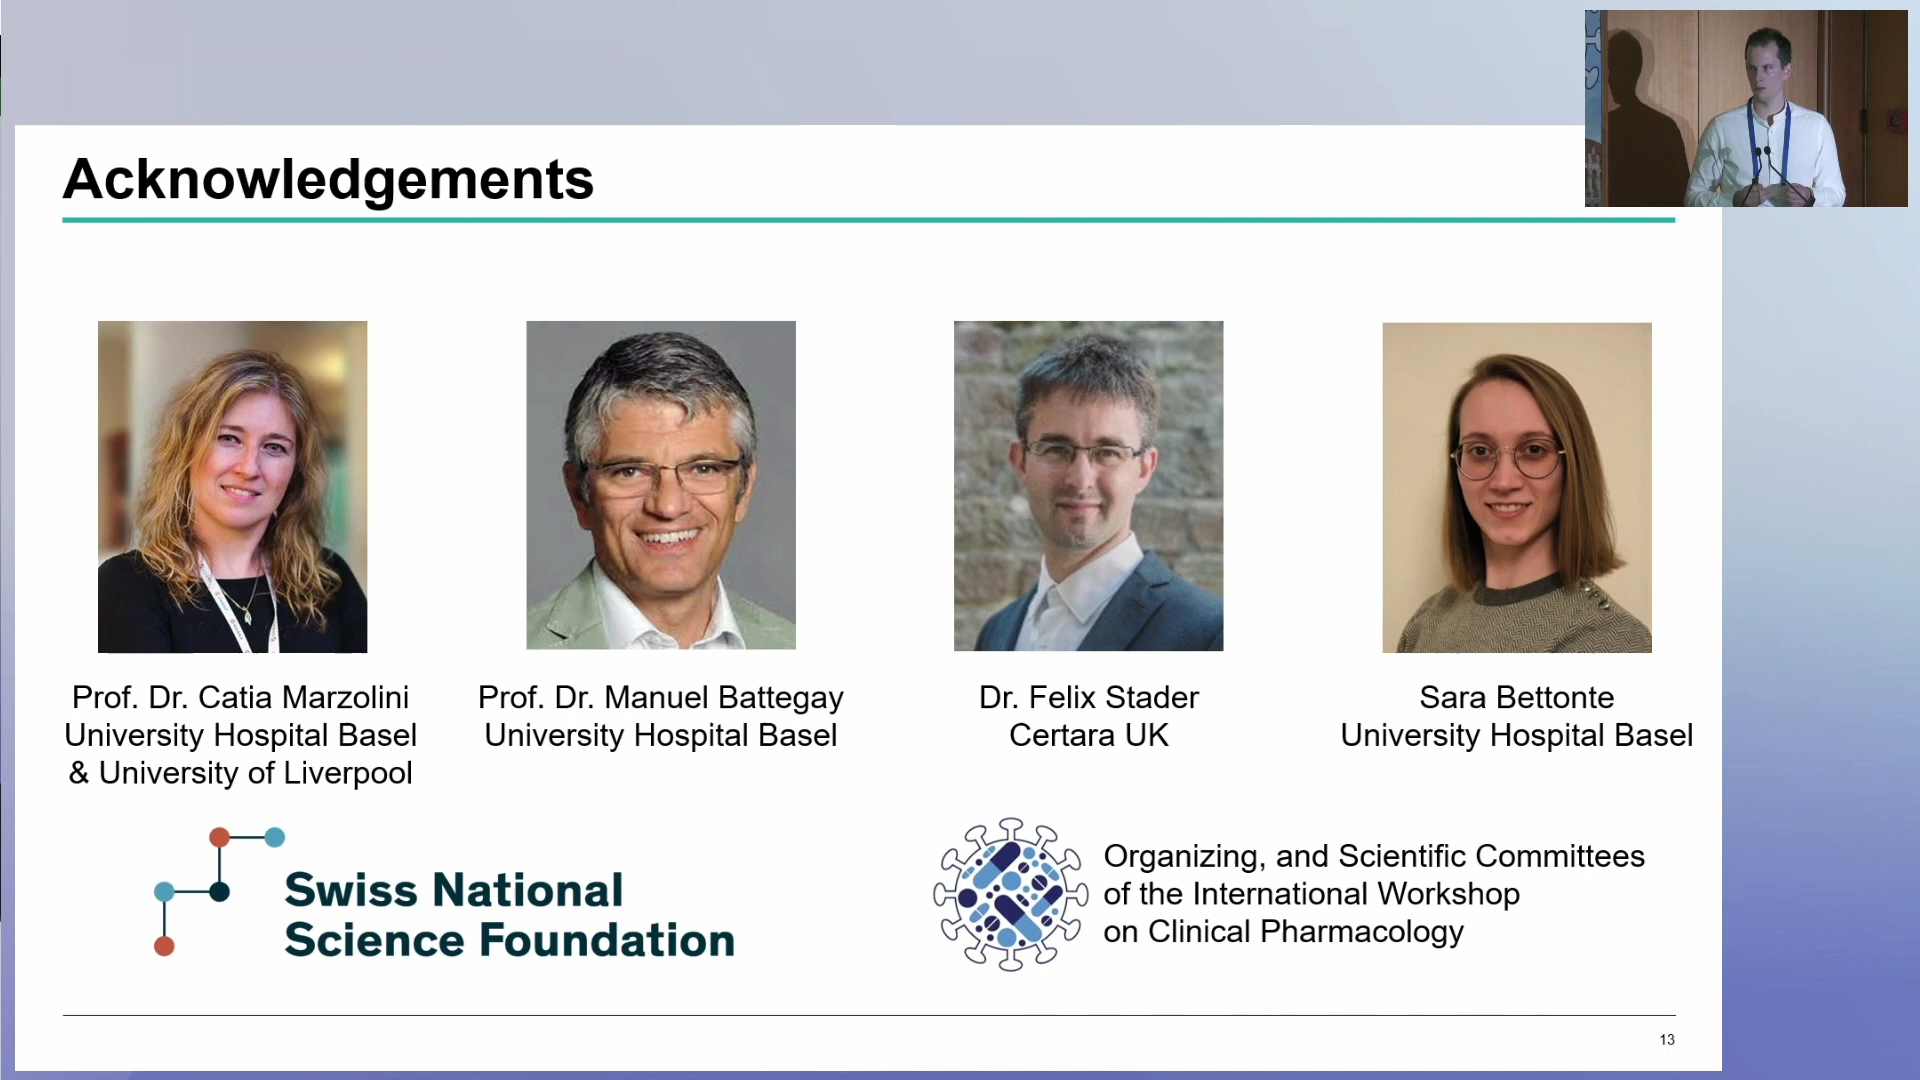 Acknowledgements
Prof. Dr. Catia Marzolini
University Hospital Basel
& University of Liverpool
Prof. Dr. Manuel Battegay
University Hospital Basel
Dr. Felix Stader
Certara UK
Sara Bettonte
University Hospital Basel
Swiss National
Science Foundation
Organizing, and Scientific Committees
of the International Workshop
on Clinical Pharmacology
13